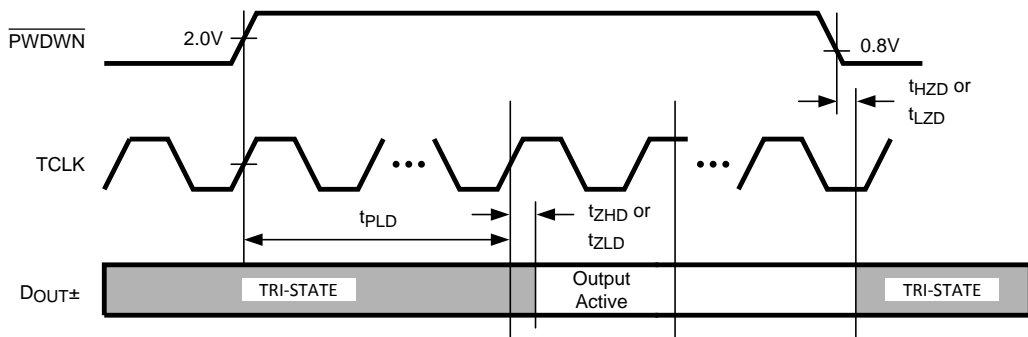 PWDWN
2.0V
0.8V
tHZD or
tLZD
TCLK
•••
•••
tPLD
tZHD or
tZLD
DOUT±
TRI-STATE
Output
Active
TRI-STATE